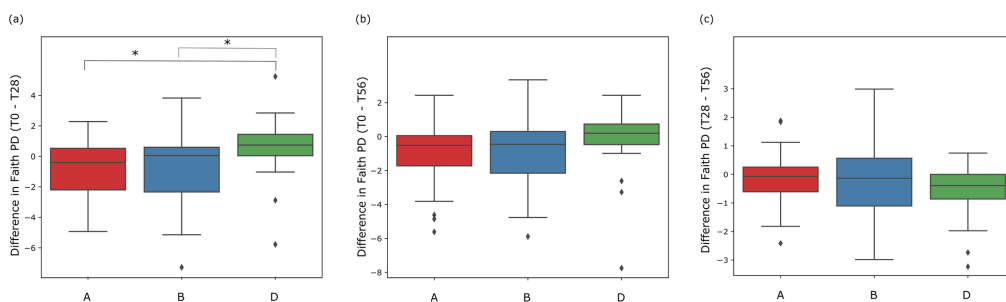 (a)
*
*
Difference in Faith PD (T0 - T28)
4
2
0
−2
−4
−6
A
B
D
(b)
Difference in Faith PD (T0 - T56)
2
0
−2
−4
−6
−8
A
B
D
(c)
Difference in Faith PD (T28 - T56)
3
2
1
0
−1
−2
−3
A
B
D